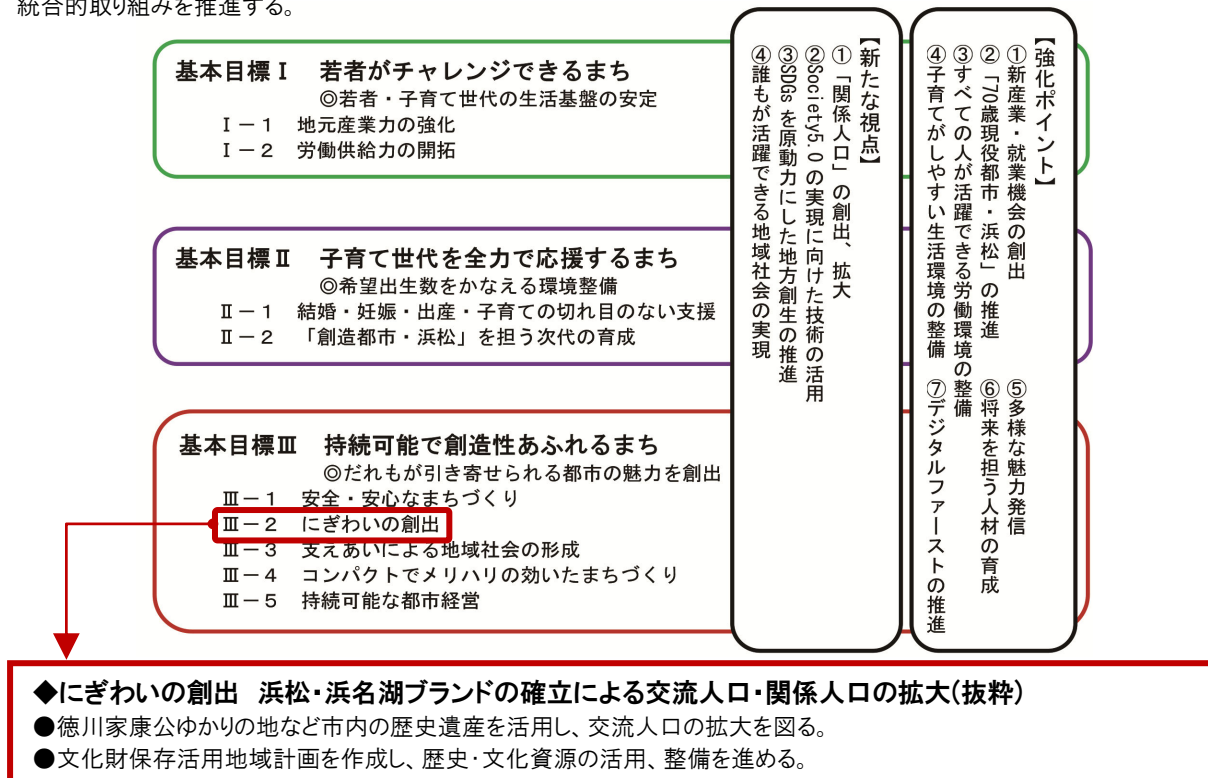 統合的取り組みを推進する。
基本目標Ⅰ　若者がチャレンジできるまち
◎若者・子育て世代の生活基盤の安定
Ⅰ－１　地元産業力の強化
Ⅰ－２　労働供給力の開拓
基本目標Ⅱ　子育て世代を全力で応援するまち
◎希望出生数をかなえる環境整備
Ⅱ－１　結婚・妊娠・出産・子育ての切れ目のない支援
Ⅱ－２　「創造都市・浜松」を担う次代の育成
基本目標Ⅲ　持続可能で創造性あふれるまち
◎だれもが引き寄せられる都市の魅力を創出
Ⅲ－１　安全・安心なまちづくり
Ⅲ－２　にぎわいの創出
Ⅲ－３　支えあいによる地域社会の形成
Ⅲ－４　コンパクトでメリハリの効いたまちづくり
Ⅲ－５　持続可能な都市経営
【新たな視点】
①「関係人口」の創出、拡大
②Society5.0の実現に向けた技術の活用
③SDGsを原動力にした地方創生の推進
④誰もが活躍できる地域社会の実現
【強化ポイント】
①新産業・就業機会の創出
②「70歳現役都市・浜松」の推進
③すべての人が活躍できる労働環境の整備
④子育てがしやすい生活環境の整備
⑤多様な魅力発信
⑥将来を担う人材の育成
⑦デジタルファーストの推進
◆にぎわいの創出　浜松・浜名湖ブランドの確立による交流人口・関係人口の拡大(抜粋)
●徳川家康公ゆかりの地など市内の歴史遺産を活用し、交流人口の拡大を図る。
●文化財保存活用地域計画を作成し、歴史・文化資源の活用、整備を進める。